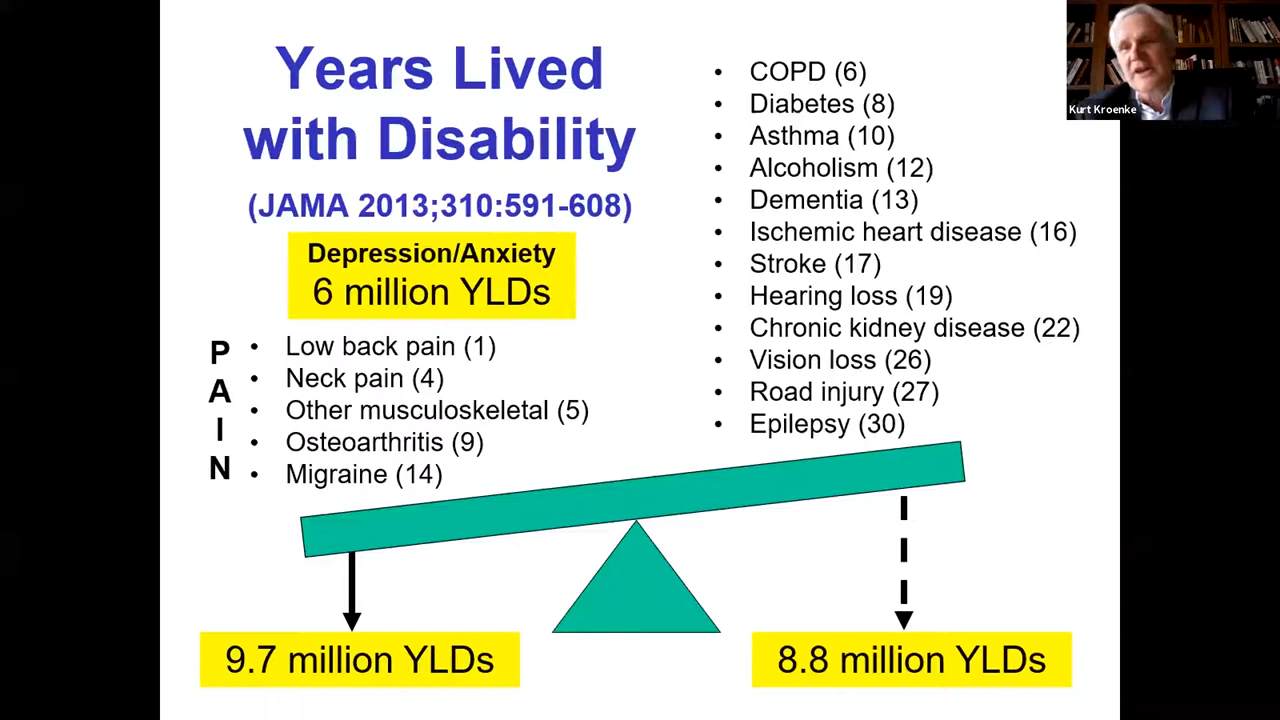 Years Lived
with Disability
(JAMA 2013;310:591-608)
Depression/Anxiety
6 million YLDs
P
A
I
N
• Low back pain (1)
• Neck pain (4)
• Other musculoskeletal (5)
• Osteoarthritis (9)
• Migraine (14)
9.7 million YLDs
• COPD (6)
• Diabetes (8)
• Asthma (10)
• Alcoholism (12)
• Dementia (13)
• Ischemic heart disease (16)
• Stroke (17)
• Hearing loss (19)
• Chronic kidney disease (22)
• Vision loss (26)
• Road injury (27)
• Epilepsy (30)
8.8 million YLDs
Kurt Kroenke